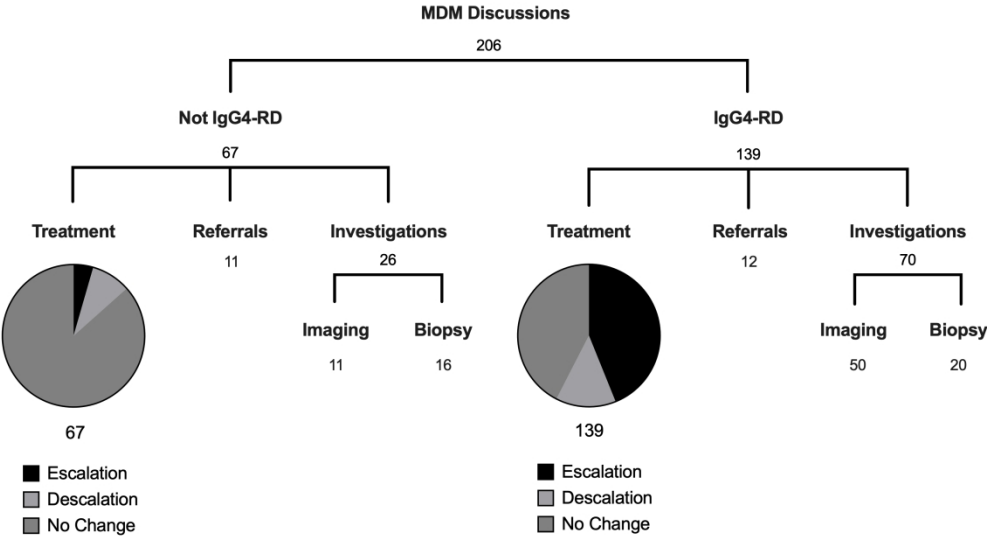 MDM Discussions
206
Not IgG4-RD
IgG4-RD
67
139
Treatment
Referrals
Investigations
Treatment
Referrals
Investigations
11
26
12
70
Imaging
Biopsy
Imaging
Biopsy
11
16
50
20
67
139
Escalation
Descalation
No Change
Escalation
Descalation
No Change